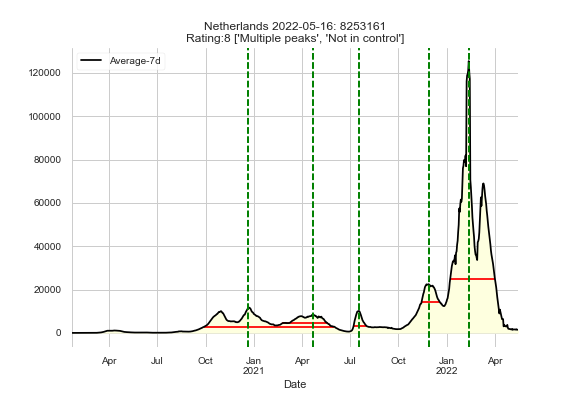 Netherlands 2022-05-16: 8253161
Rating:8 ['Multiple peaks', 'Not in control']
Average-7d
120000
100000
80000
60000
40000
20000
0
Apr Jul Oct Jan Apr Jul Oct Jan Apr
2021 2022
Date